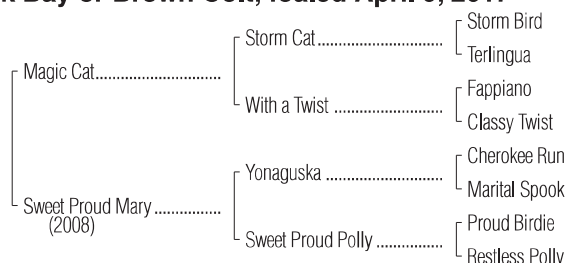 Bay or Brown Colt; foaled April 2017
Storm Bird
Storm Cat
Terlingua
Magic Cat
Fappiano
With a Twist
Classy Twist
Cherokee Run
Yonaguska
Marital Spook
Sweet Proud Mary
(2008)
Proud Birdie
Sweet Proud Polly
Restless Polly